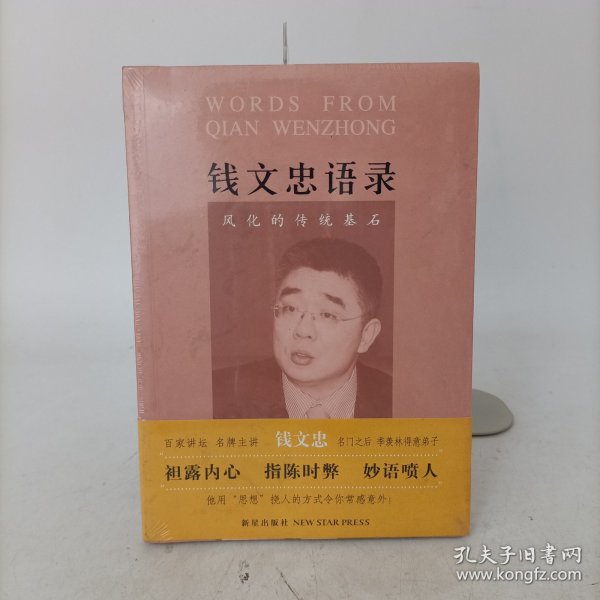 WORDS FROM
QIAN WENZHONG
钱文忠语录
风化的传统基石
百家讲坛 名牌主讲 钱文忠 名门之后 季羡林得意弟子
袒露内心 指陈时弊 妙语喷人
他用“思想”挠人的方式令你常感意外！
新星出版社 NEW STAR PRESS
孔夫子旧书网
www.kongfz.com